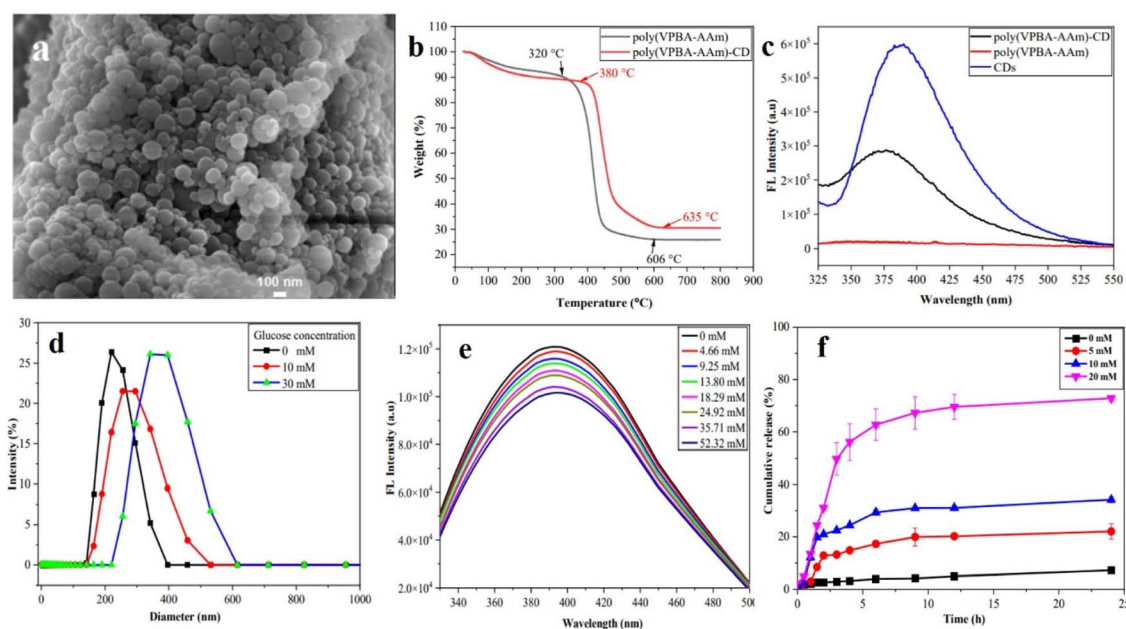 a
100 nm
b
poly(VPBA-AAm)
poly(VPBA-AAm)-CD
320 °C
380 °C
635 °C
606 °C
100
90
80
70
60
50
40
30
20
Weight (%)
0 100 200 300 400 500 600 700 800 900
Temperature (°C)
c
poly(VPBA-AAm)-CD
poly(VPBA-AAm)
CDs
6×10⁵
5×10⁵
4×10⁵
3×10⁵
2×10⁵
1×10⁵
0
FL Intensity (a.u)
325 350 375 400 425 450 475 500 525 550
Wavelength (nm)
d
Glucose concentration
0 mM
10 mM
30 mM
30
25
20
15
10
5
0
Intensity (%)
0 200 400 600 800 1000
Diameter (nm)
e
0 mM
4.66 mM
9.25 mM
13.80 mM
18.29 mM
24.92 mM
35.71 mM
52.32 mM
1.2×10⁵
1.0×10⁵
8.0×10⁴
6.0×10⁴
4.0×10⁴
2.0×10⁴
FL Intensity (a.u)
340 360 380 400 420 440 460 480 500
Wavelength (nm)
f
0 mM
5 mM
10 mM
20 mM
100
80
60
40
20
0
Cumulative release (%)
0 5 10 15 20 25
Time (h)